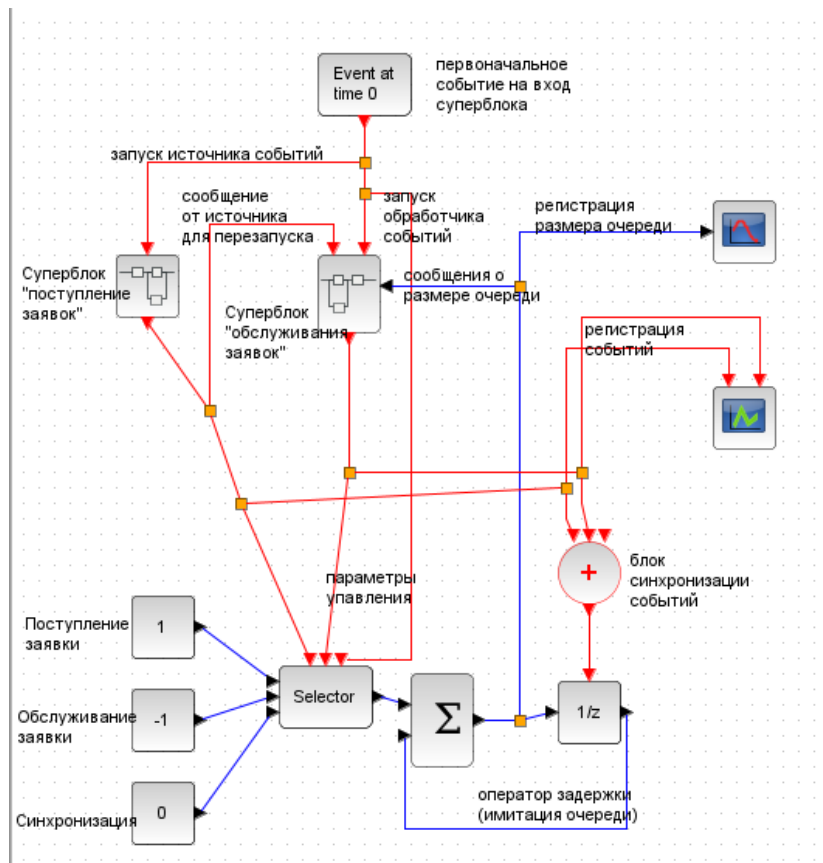 Event at
time 0
первоначальное
событие на вход
суперблока
запуск источника событий
сообщение
от источника
для перезапуска
запуск
обработчика
событий
регистрация
размера очереди
Суперблок
"поступление
заявок"
Суперблок
"обслуживания
заявок"
сообщения о
размере очереди
регистрация
событий
+
блок
синхронизации
событий
параметры
упавления
Поступление
заявки
1
Обслуживание
заявки
-1
Синхронизация
0
Selector
Σ
1/z
оператор задержки
(имитация очереди)